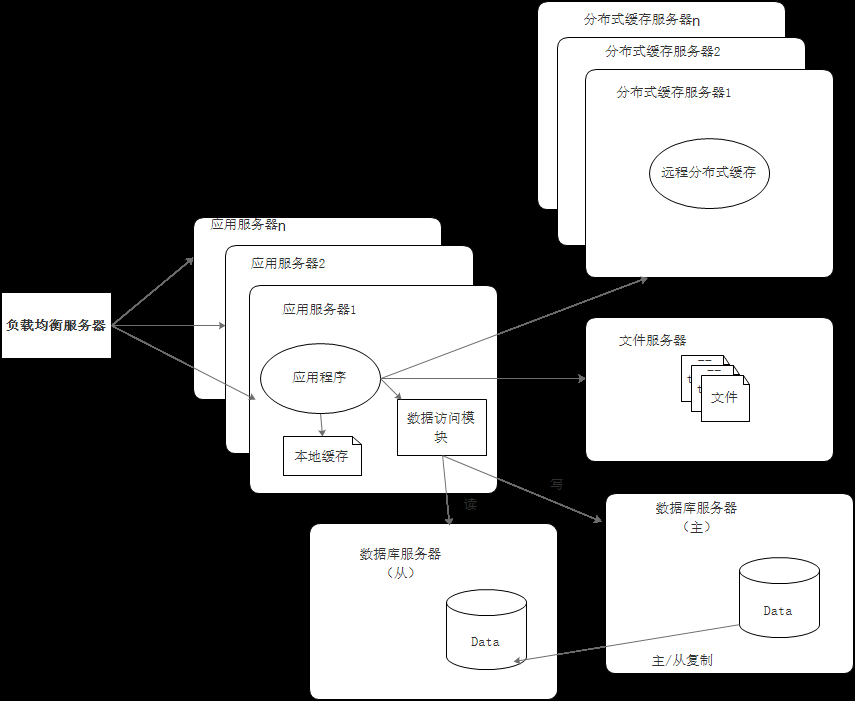 分布式缓存服务器n
分布式缓存服务器2
分布式缓存服务器1
远程分布式缓存
应用服务器n
应用服务器2
应用服务器1
负载均衡服务器
应用程序
本地缓存
数据访问模
块
文件服务器
文件
读
写
数据库服务器
（从）
Data
数据库服务器
（主）
Data
主/从复制